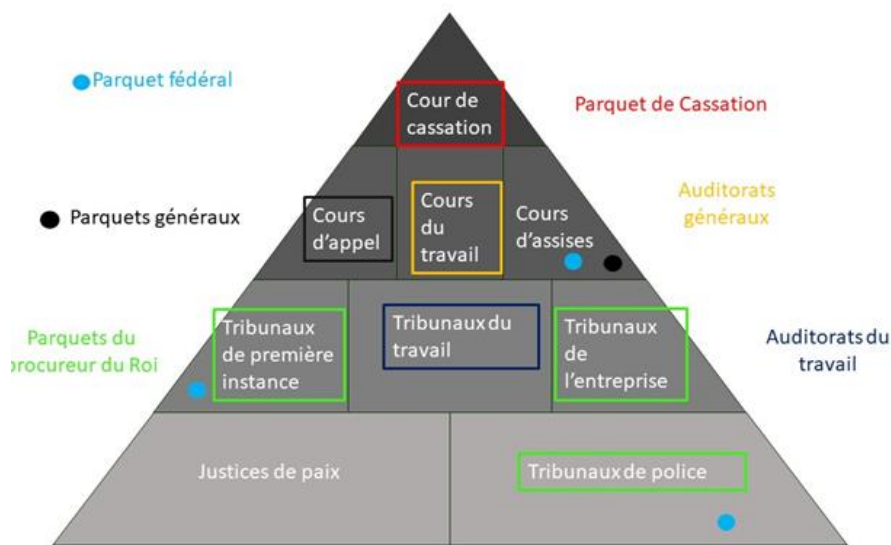 Parquet fédéral
Cour de
cassation
Parquet de Cassation
Parquets généraux
Cours
d'appel
Cours
du
travail
Cours
d'assises
Auditorats
généraux
Parquets du
procureur du Roi
Tribunaux
de première
instance
Tribunaux du
travail
Tribunaux
de
l'entreprise
Auditorats du
travail
Justices de paix
Tribunaux de police